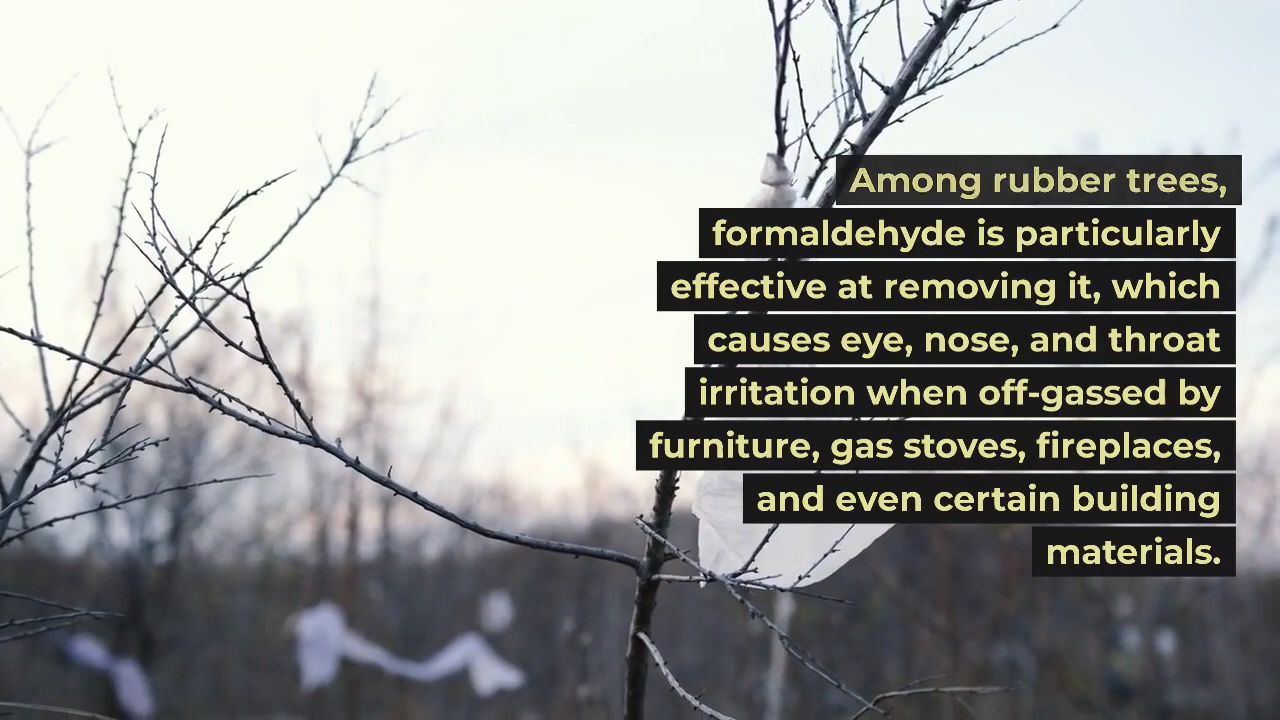 Among rubber trees,
formaldehyde is particularly
effective at removing it, which
causes eye, nose, and throat
irritation when off-gassed by
furniture, gas stoves, fireplaces,
and even certain building
materials.